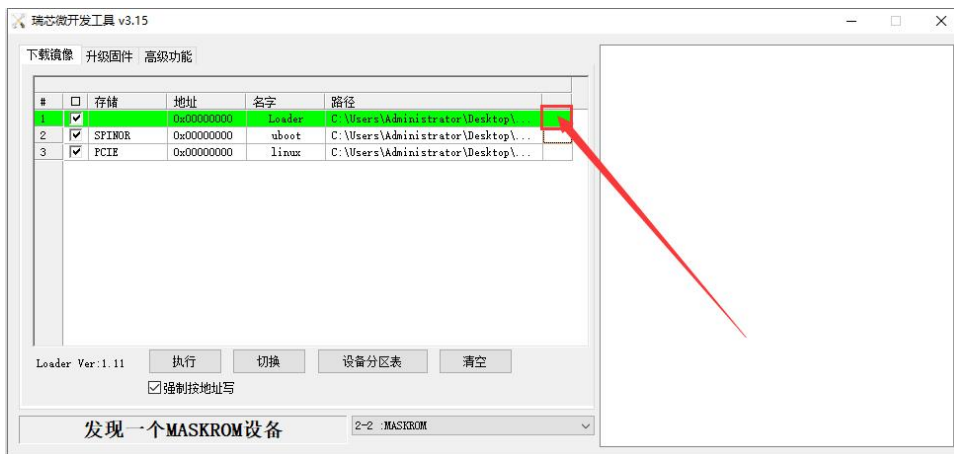 瑞芯微开发工具 v3.15
下载镜像 升级固件 高级功能
# 存储 地址 名字 路径
1 0x00000000 Loader C:\Users\Administrator\Desktop\...
2 SPINOR 0x00000000 uboot C:\Users\Administrator\Desktop\...
3 PCIE 0x00000000 linux C:\Users\Administrator\Desktop\...
Loader Ver:1.11 执行 切换 设备分区表 清空
强制按地址写
发现一个MASKROM设备 2-2 :MASKROM